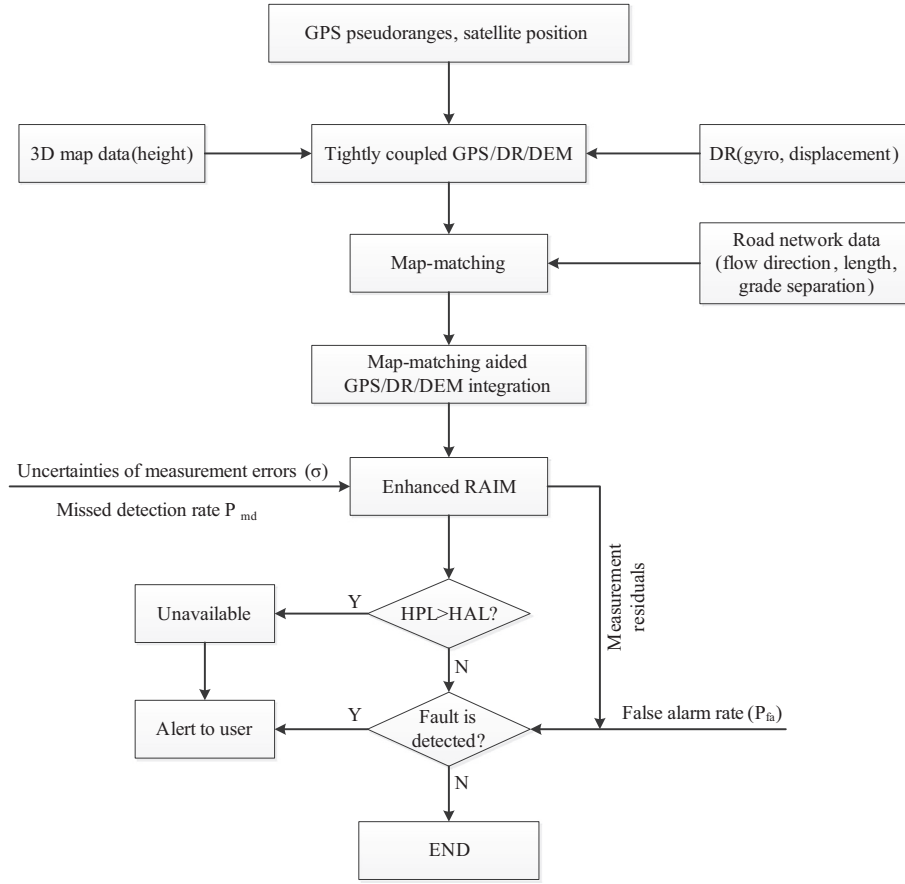 GPS pseudoranges, satellite position
3D map data(height)
Tightly coupled GPS/DR/DEM
DR(gyro, displacement)
Map-matching
Road network data
(flow direction, length,
grade separation)
Map-matching aided
GPS/DR/DEM integration
Uncertainties of measurement errors (σ)
Missed detection rate P md
Enhanced RAIM
Measurement
residuals
Unavailable
Y
HPL>HAL?
N
Alert to user
Y
Fault is
detected?
False alarm rate (Pfa)
N
END